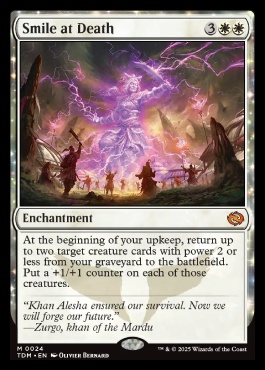 Smile at Death 3
Enchantment
At the beginning of your upkeep, return up
to two target creature cards with power 2 or
less from your graveyard to the battlefield.
Put a +1/+1 counter on each of those
creatures.
“Khan Alesha ensured our survival. Now we
will forge our future.”
—Zurgo, khan of the Mardu
M 0024
TDM • EN OLIVIER BERNARD
™ & © 2025 Wizards of the Coast